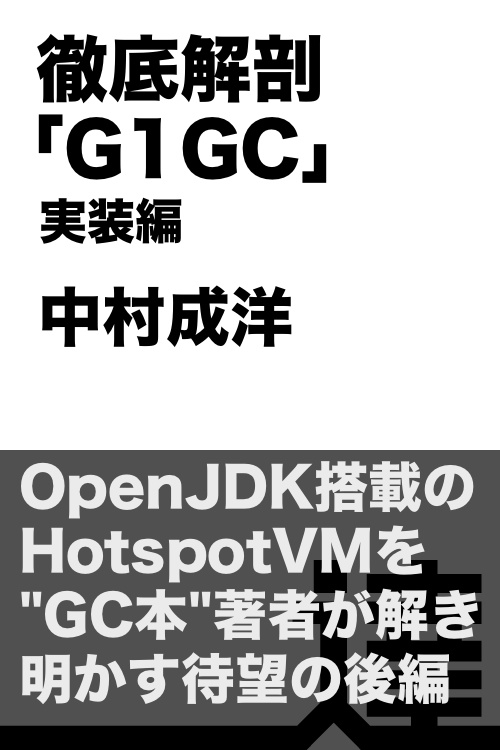 徹底解剖
「G1GC」
実装編
中村成洋
OpenJDK搭載の
HotspotVMを
"GC本"著者が解き
明かす待望の後編
達